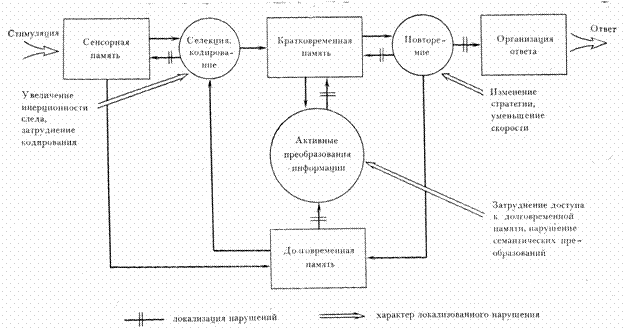 Стимуляция
Ответ
Сенсорная
память
Селекция,
кодирова-
ние
Кратковременная
память
Повторе-
ние
Организация
ответа
Увеличение
инерционности
следа,
затруднение
кодирования
Изменение
стратегии,
уменьшение
скорости
Активные
преобразования
информации
Затруднение доступа
к долговременной
памяти, нарушение
семантических пре-
образований
Долговременная
память
локализация нарушений
характер локализованного нарушения